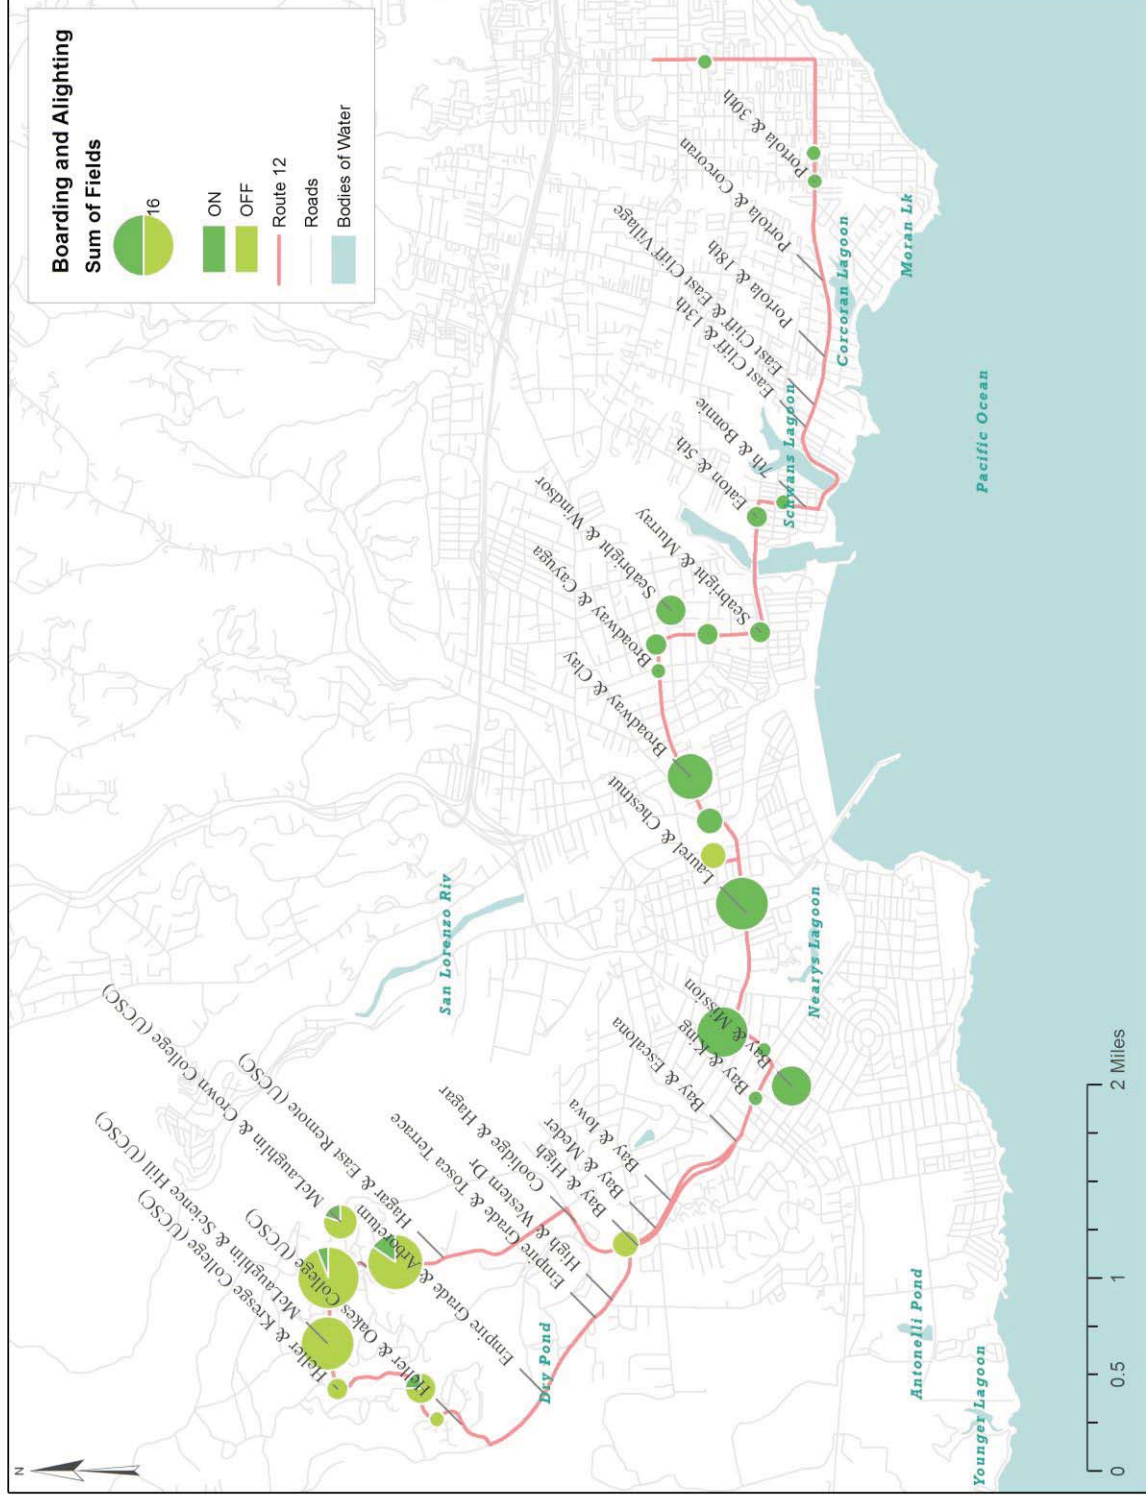 Boarding and Alighting
Sum of Fields
16
ON
OFF
Route 12
Roads
Bodies of Water
N
McLaughlin & Crown College (UCSC)
Hagar & East Remote (UCSC)
McLaughlin & Science Hill (UCSC)
Heller & Kresge College (UCSC)
Heller & Oakes College (UCSC)
Empire Grade & Arboretum
Empire Grade & Tosca Terrace
High & Western Dr
Coolidge & Hagar
Bay & High
Bay & Meder
Bay & Iowa
Bay & Escalona
Bay & King
Bay & Mission
Laurel & Chestnut
Broadway & Clay
Broadway & Cayuga
Seabright & Windsor
Seabright & Murray
Eaton & 5th
7th & Bonnie
East Cliff & 13th
East Cliff & East Cliff Village
Portola & 18th
Portola & Corcoran
Portola & 30th
San Lorenzo Riv
Dry Pond
Nearys Lagoon
Schwans Lagoon
Corcoran Lagoon
Moran Lk
Pacific Ocean
Antonelli Pond
Younger Lagoon
0 0.5 1 2 Miles